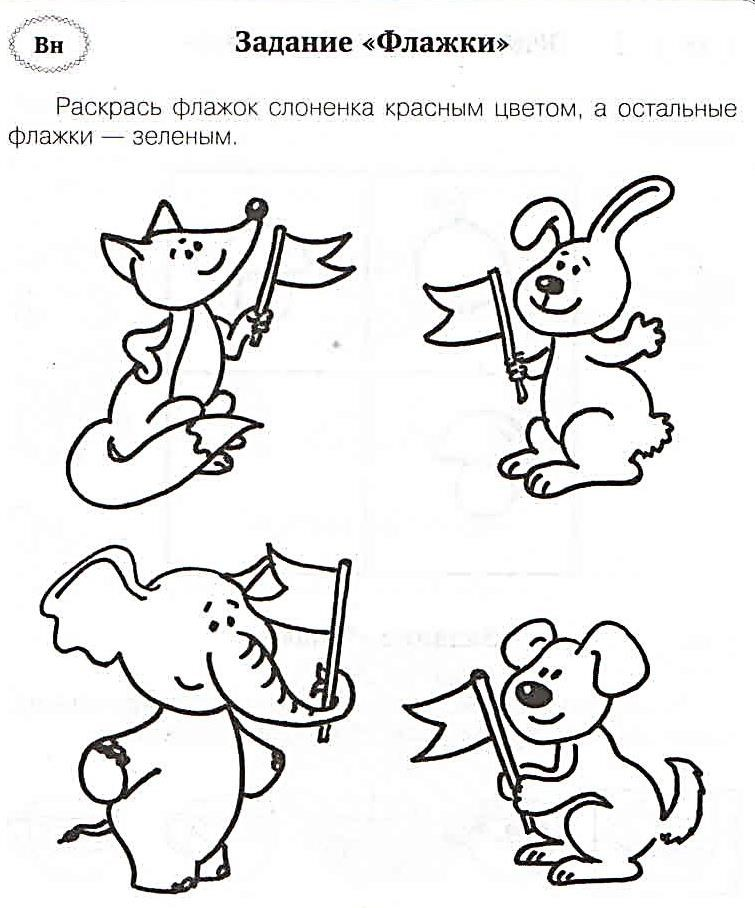 Вн
Задание «Флажки»
Раскрась флажок слоненка красным цветом, а остальные
флажки — зеленым.